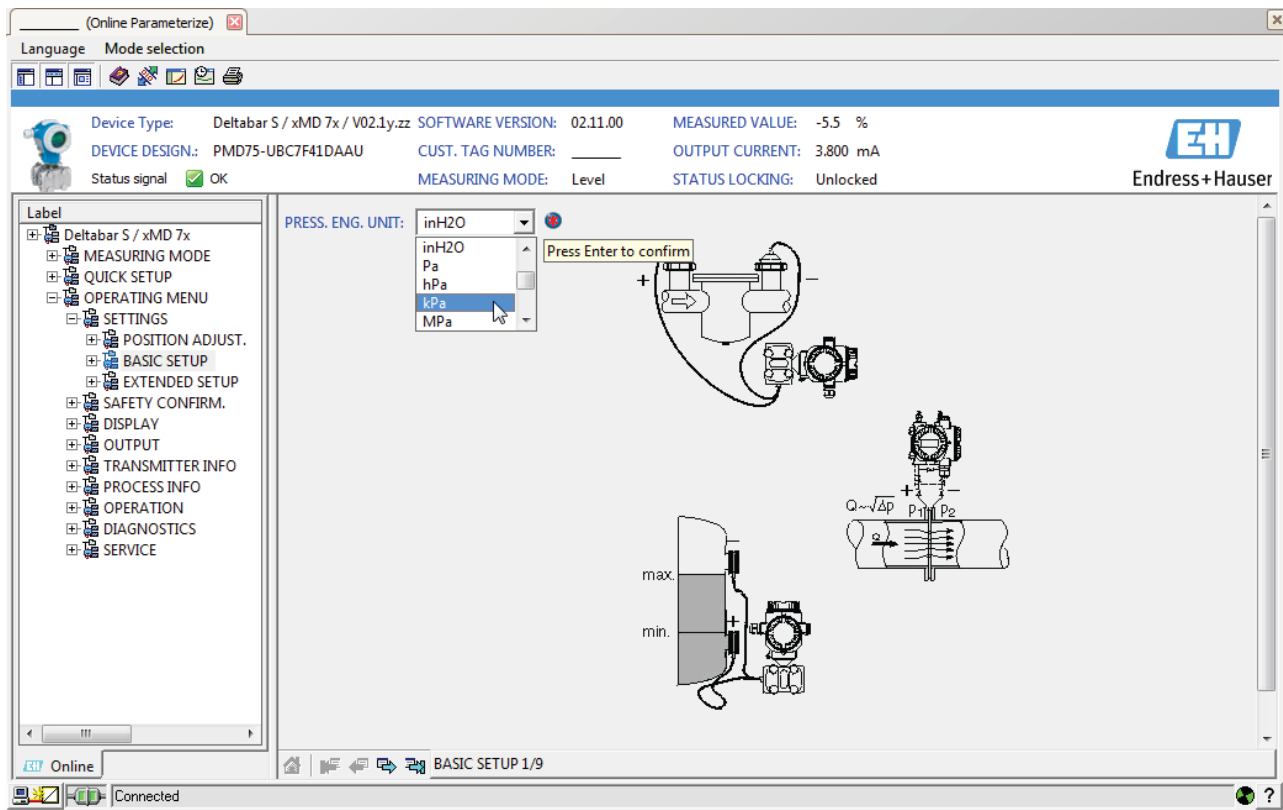 (Online Parameterize)
Language Mode selection
Device Type: Deltabar S / xMD 7x / V02.1y.zz SOFTWARE VERSION: 02.11.00 MEASURED VALUE: -5.5 %
DEVICE DESIGN.: PMD75-UBC7F41DAAU CUST. TAG NUMBER: OUTPUT CURRENT: 3.800 mA
Status signal OK MEASURING MODE: Level STATUS LOCKING: Unlocked
EH
Endress+Hauser
Label
Deltabar S / xMD 7x
MEASURING MODE
QUICK SETUP
OPERATING MENU
SETTINGS
POSITION ADJUST.
BASIC SETUP
EXTENDED SETUP
SAFETY CONFIRM.
DISPLAY
OUTPUT
TRANSMITTER INFO
PROCESS INFO
OPERATION
DIAGNOSTICS
SERVICE
PRESS. ENG. UNIT: inH2O
inH2O
Pa
hPa
kPa
MPa
Press Enter to confirm
+ −
+ −
Q~√Δp P1 P2
Q
−
max.
+
min.
EH Online
BASIC SETUP 1/9
Connected
?